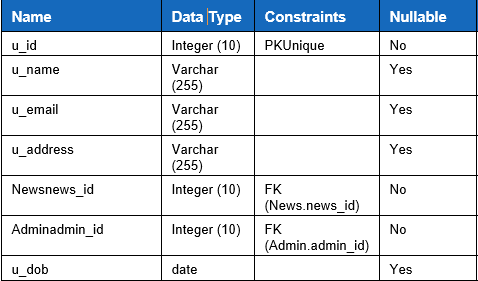 Name Data Type Constraints Nullable
u_id Integer (10) PKUnique No
u_name Varchar Yes
(255)
u_email Varchar Yes
(255)
u_address Varchar Yes
(255)
Newsnews_id Integer (10) FK No
(News.news_id)
Adminadmin_id Integer (10) FK No
(Admin.admin_id)
u_dob date Yes